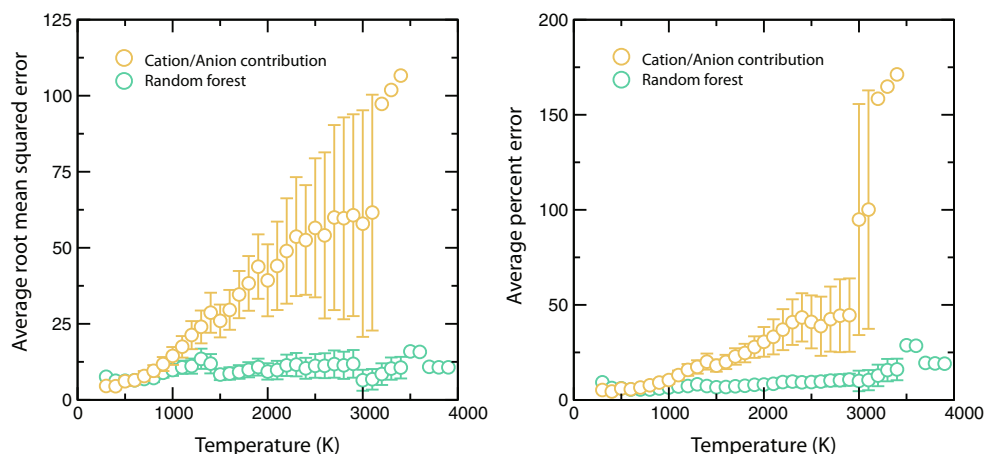 125
100
75
50
25
0
Average root mean squared error
Cation/Anion contribution
Random forest
1000
2000
3000
4000
Temperature (K)
200
150
100
50
0
Average percent error
Cation/Anion contribution
Random forest
0
1000
2000
3000
4000
Temperature (K)